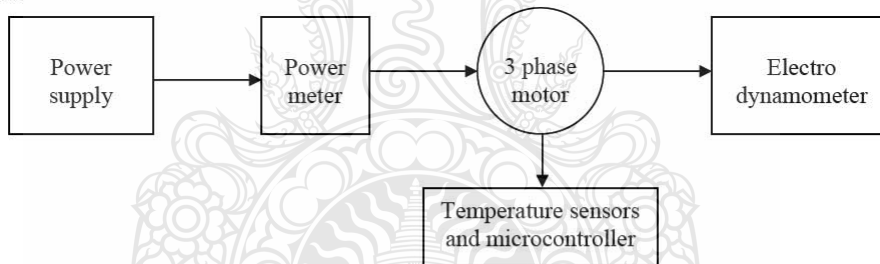 Power
supply
Power
meter
3 phase
motor
Electro
dynamometer
Temperature sensors
and microcontroller